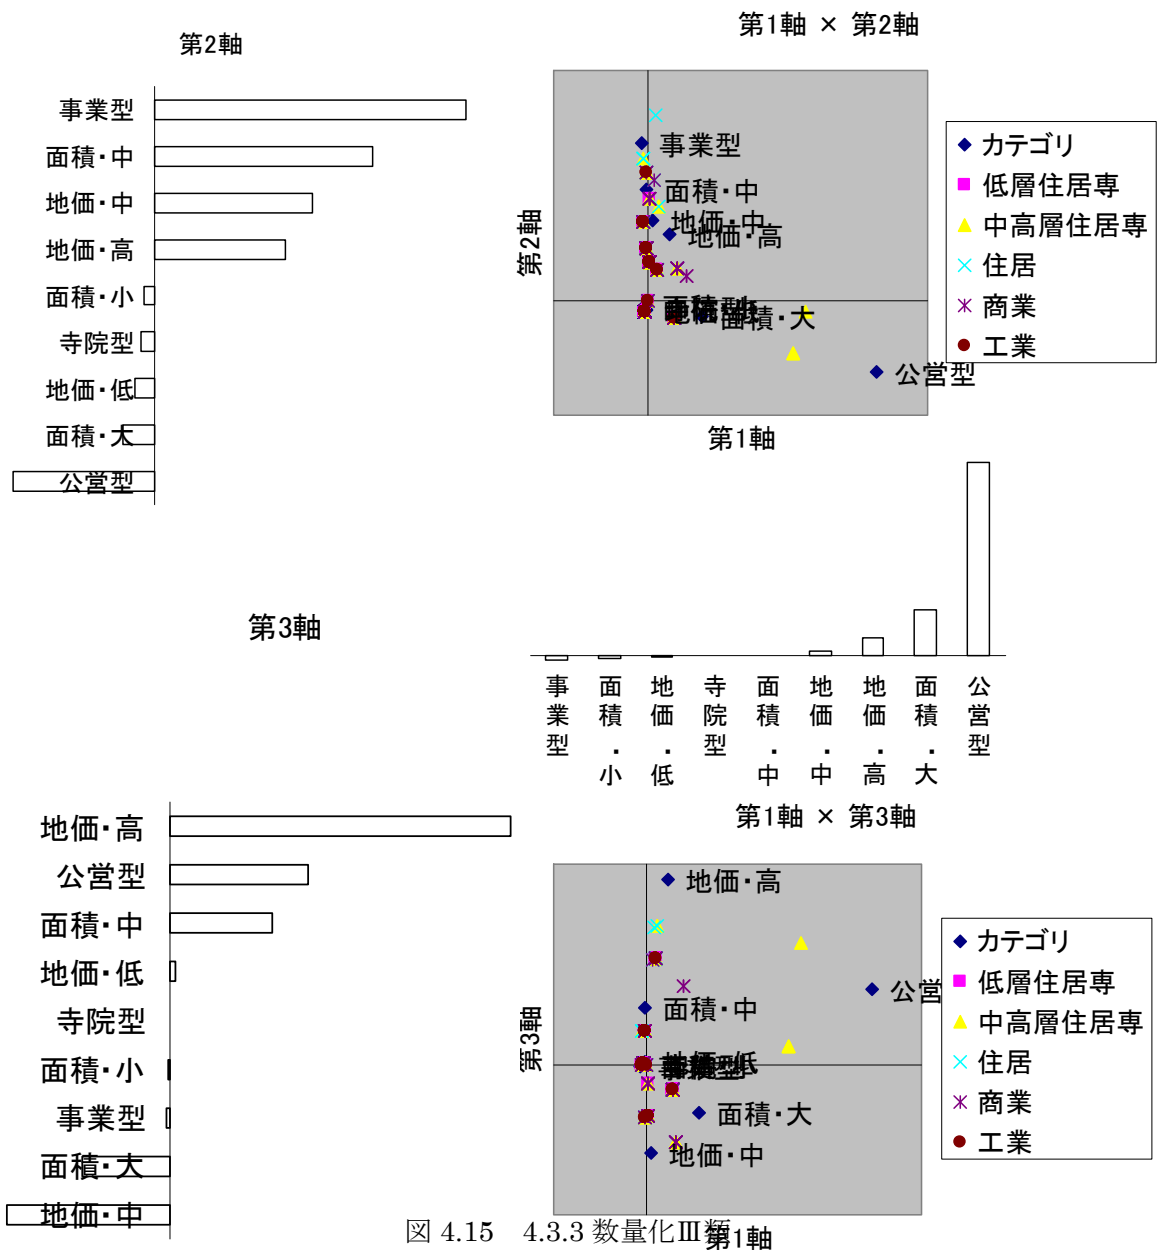 第2軸
事業型
面積・中
地価・中
地価・高
面積・小
寺院型
地価・低
面積・大
公営型
第1軸 × 第2軸
事業型
面積・中
地価・中
地価・高
面積・大
公営型
第2軸
第1軸
カテゴリ
低層住居専
中高層住居専
住居
商業
工業
事業型
面積・小
地価・低
寺院型
面積・中
地価・中
地価・高
面積・大
公営型
第3軸
地価・高
公営型
面積・中
地価・低
寺院型
面積・小
事業型
面積・大
地価・中
第1軸 × 第3軸
地価・高
公営
面積・中
面積・大
地価・中
第3軸
第1軸
カテゴリ
低層住居専
中高層住居専
住居
商業
工業
図 4.15 4.3.3 数量化Ⅲ類